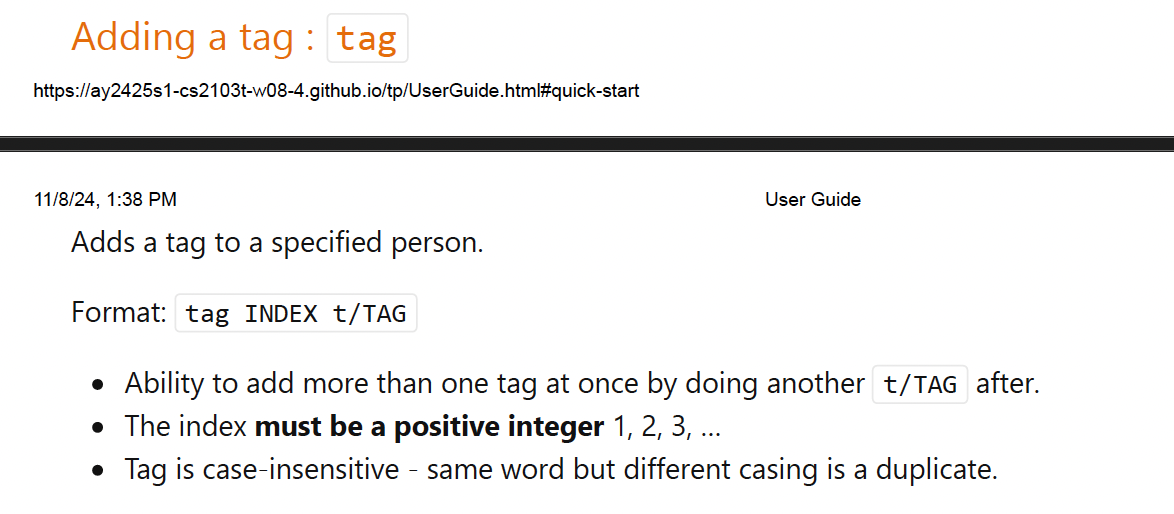 Adding a tag : tag
https://ay2425s1-cs2103t-w08-4.github.io/tp/UserGuide.html#quick-start
11/8/24, 1:38 PM User Guide
Adds a tag to a specified person.
Format: tag INDEX t/TAG
• Ability to add more than one tag at once by doing another t/TAG after.
• The index must be a positive integer 1, 2, 3, …
• Tag is case-insensitive - same word but different casing is a duplicate.